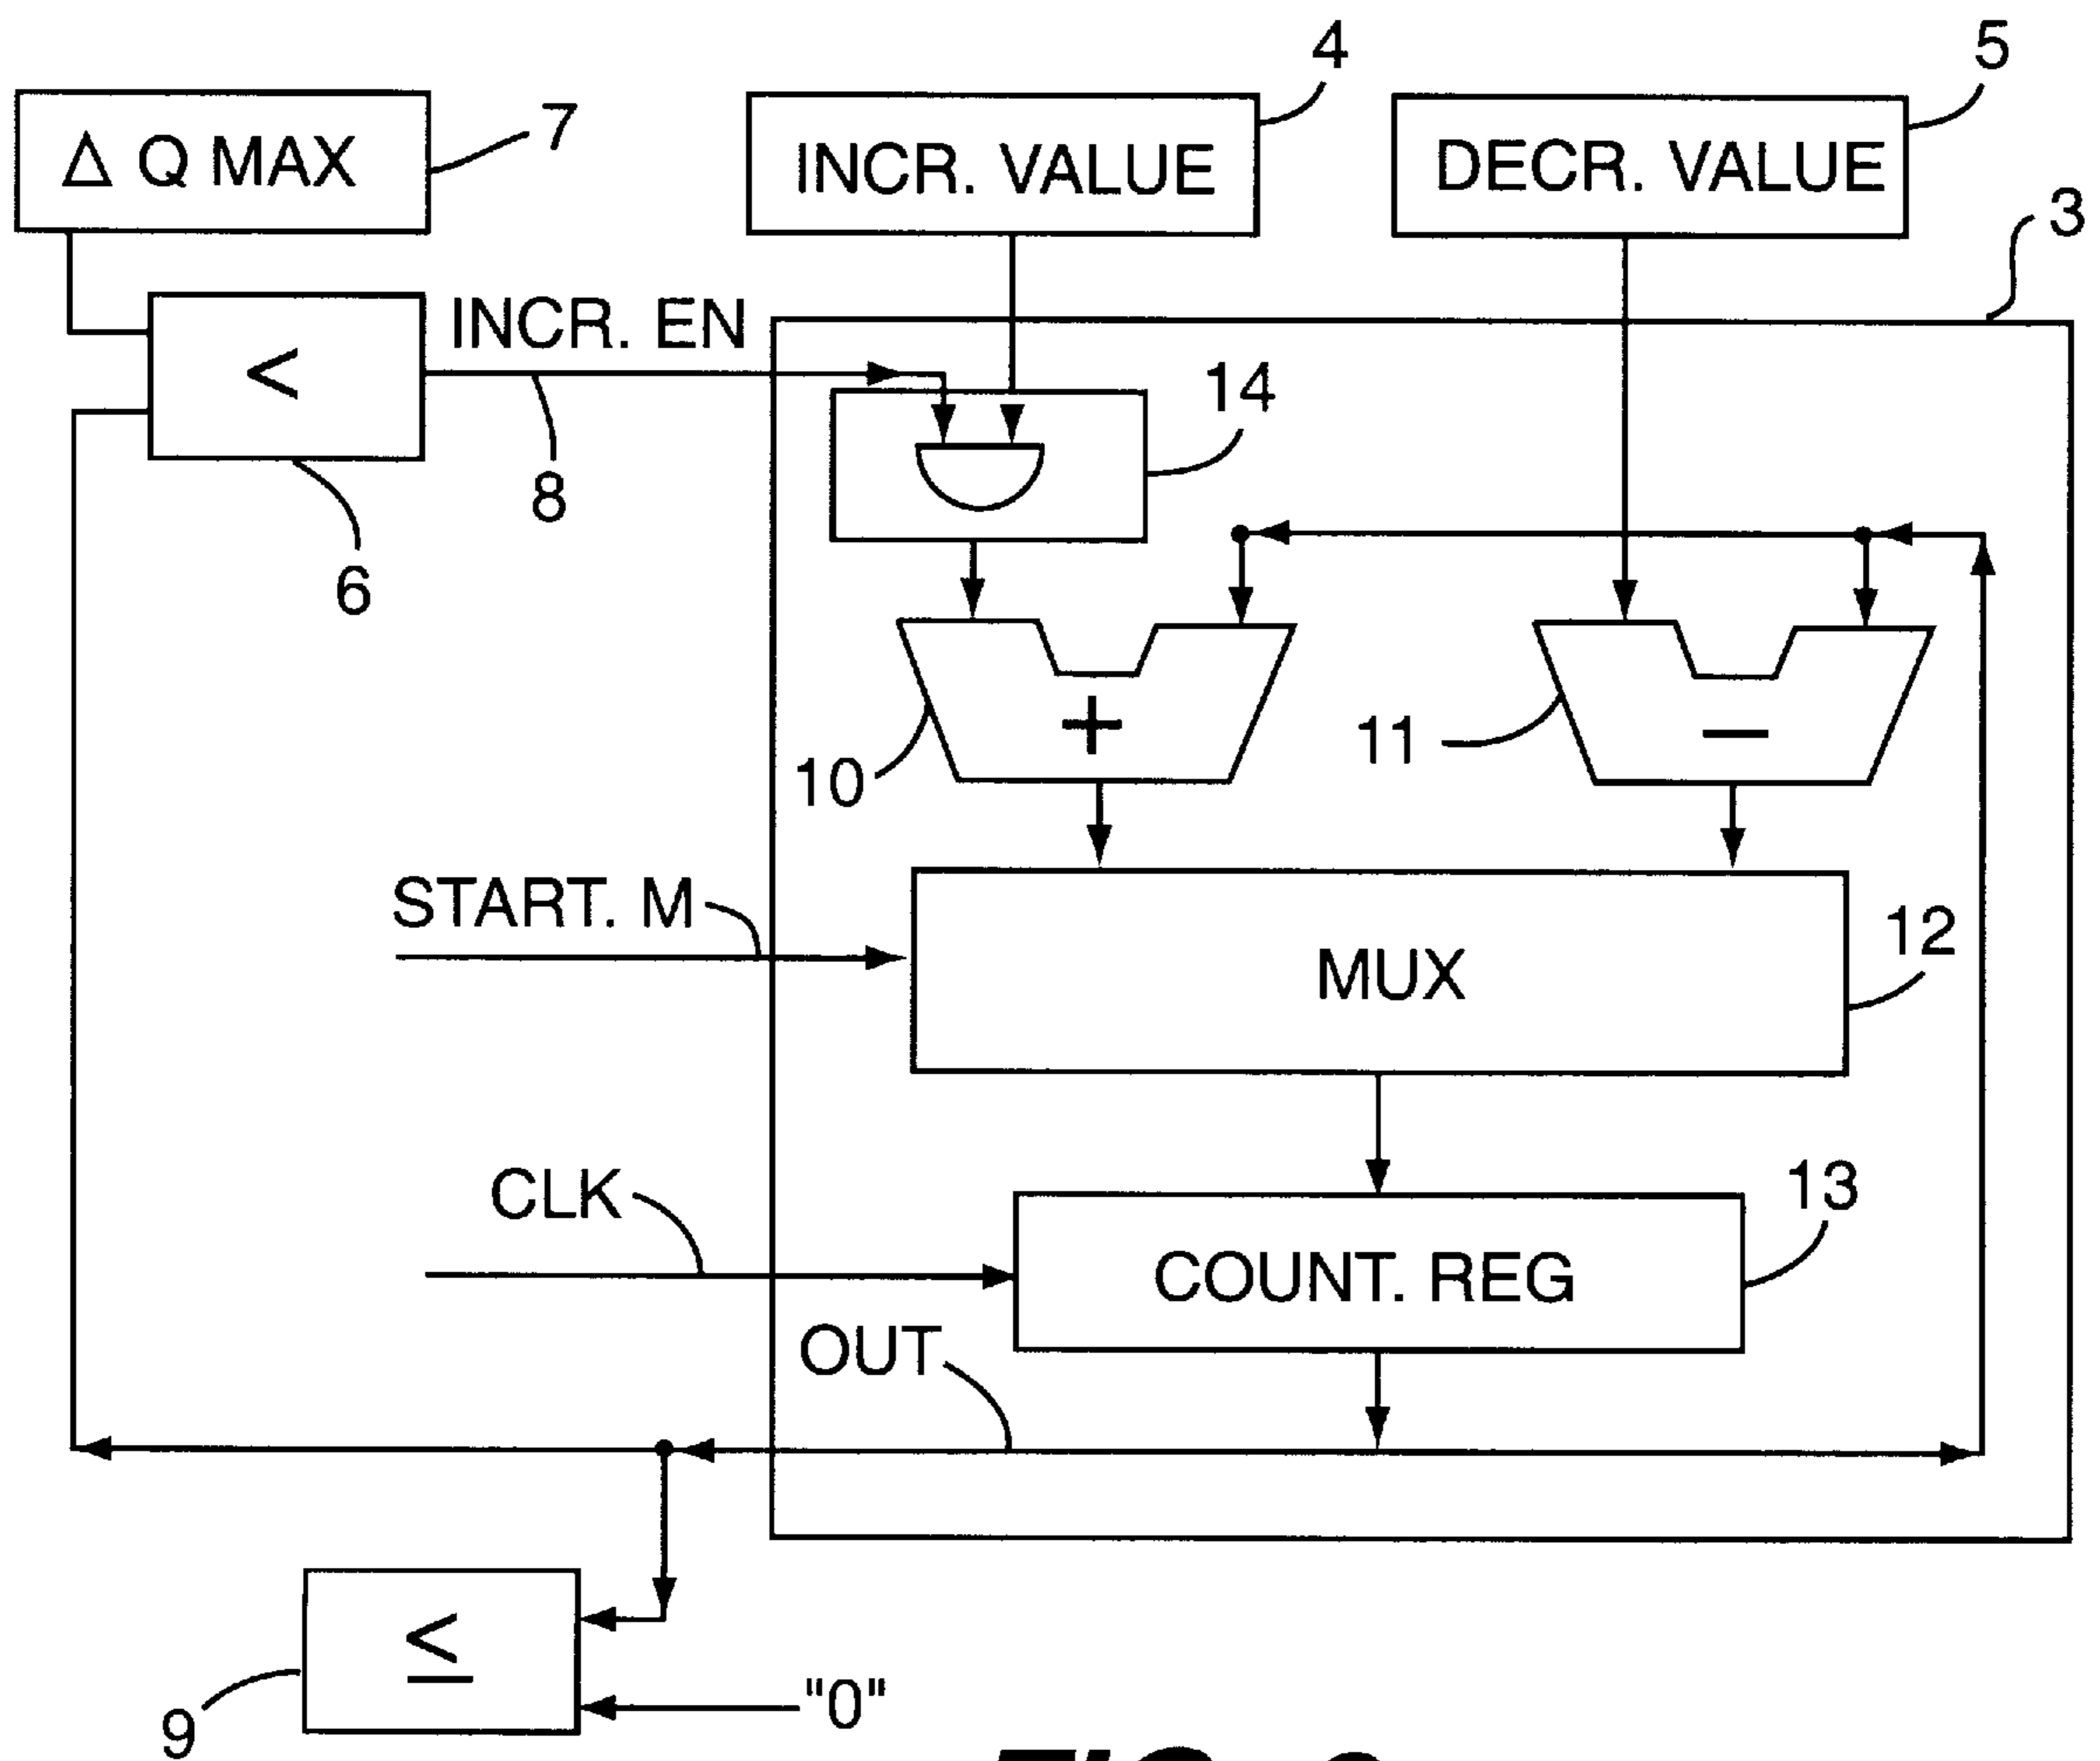 4
5
Δ Q MAX
7
INCR. VALUE
DECR. VALUE
3
<
INCR. EN
8
6
14
+
10
−
11
START. M
MUX
12
CLK
COUNT. REG
13
OUT
≤
"0"
9